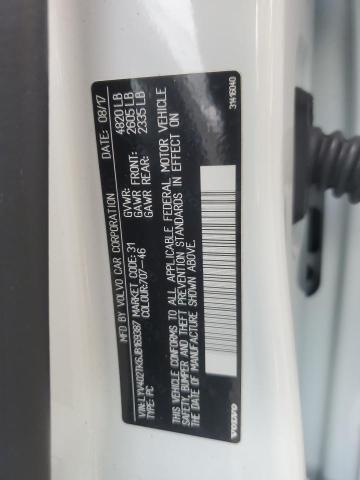 MFD BY VOLVO CAR CORPORATION
DATE: 08/17
GVWR: 4820 LB
GAWR FRONT: 2605 LB
GAWR REAR: 2335 LB
MARKET CODE: 31
COLOUR:707-46
TYPE: PC
THIS VEHICLE CONFORMS TO ALL APPLICABLE FEDERAL MOTOR VEHICLE
SAFETY, BUMPER AND THEFT PREVENTION STANDARDS IN EFFECT ON
THE DATE OF MANUFACTURE SHOWN ABOVE.
VOLVO
31416040